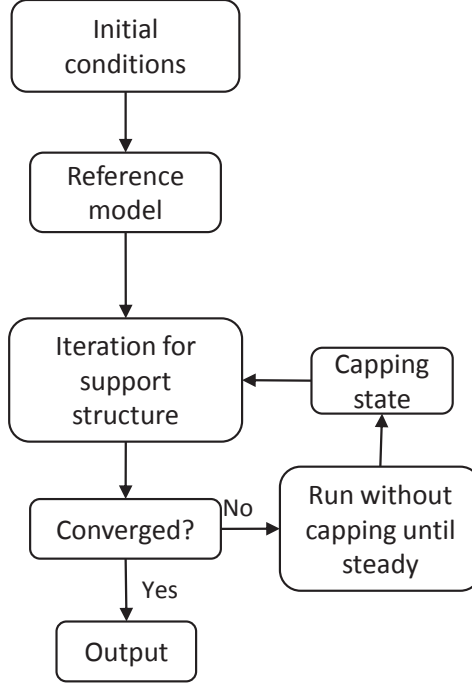 Initial
conditions
Reference
model
Iteration for
support
structure
Capping
state
Converged?
No
Run without
capping until
steady
Yes
Output